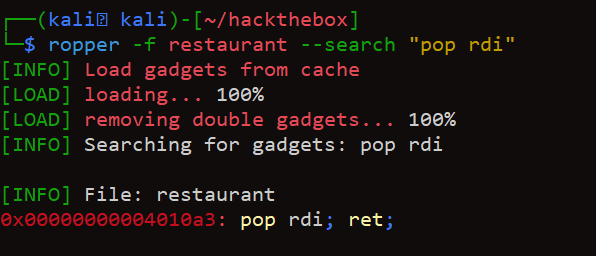 ┌──(kali㉿ kali)-[~/hackthebox]
└─$ ropper -f restaurant --search "pop rdi"
[INFO] Load gadgets from cache
[LOAD] loading... 100%
[LOAD] removing double gadgets... 100%
[INFO] Searching for gadgets: pop rdi
[INFO] File: restaurant
0x00000000004010a3: pop rdi; ret;